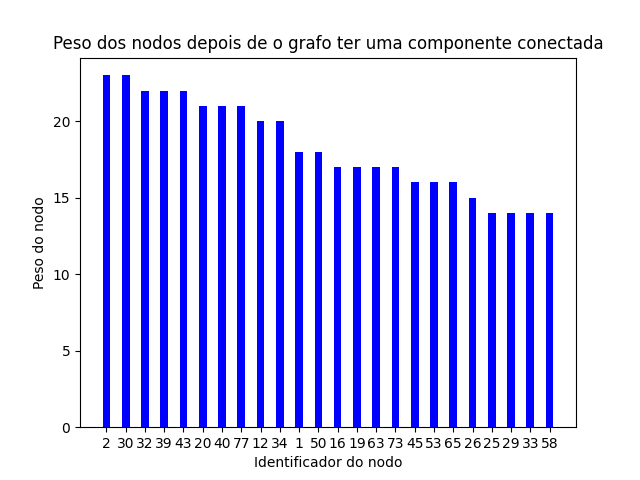 Peso dos nodos depois de o grafo ter uma componente conectada
Peso do nodo
20
15
10
5
0
2 30 32 39 43 20 40 77 12 34 1 50 16 19 63 73 45 53 65 26 25 29 33 58
Identificador do nodo